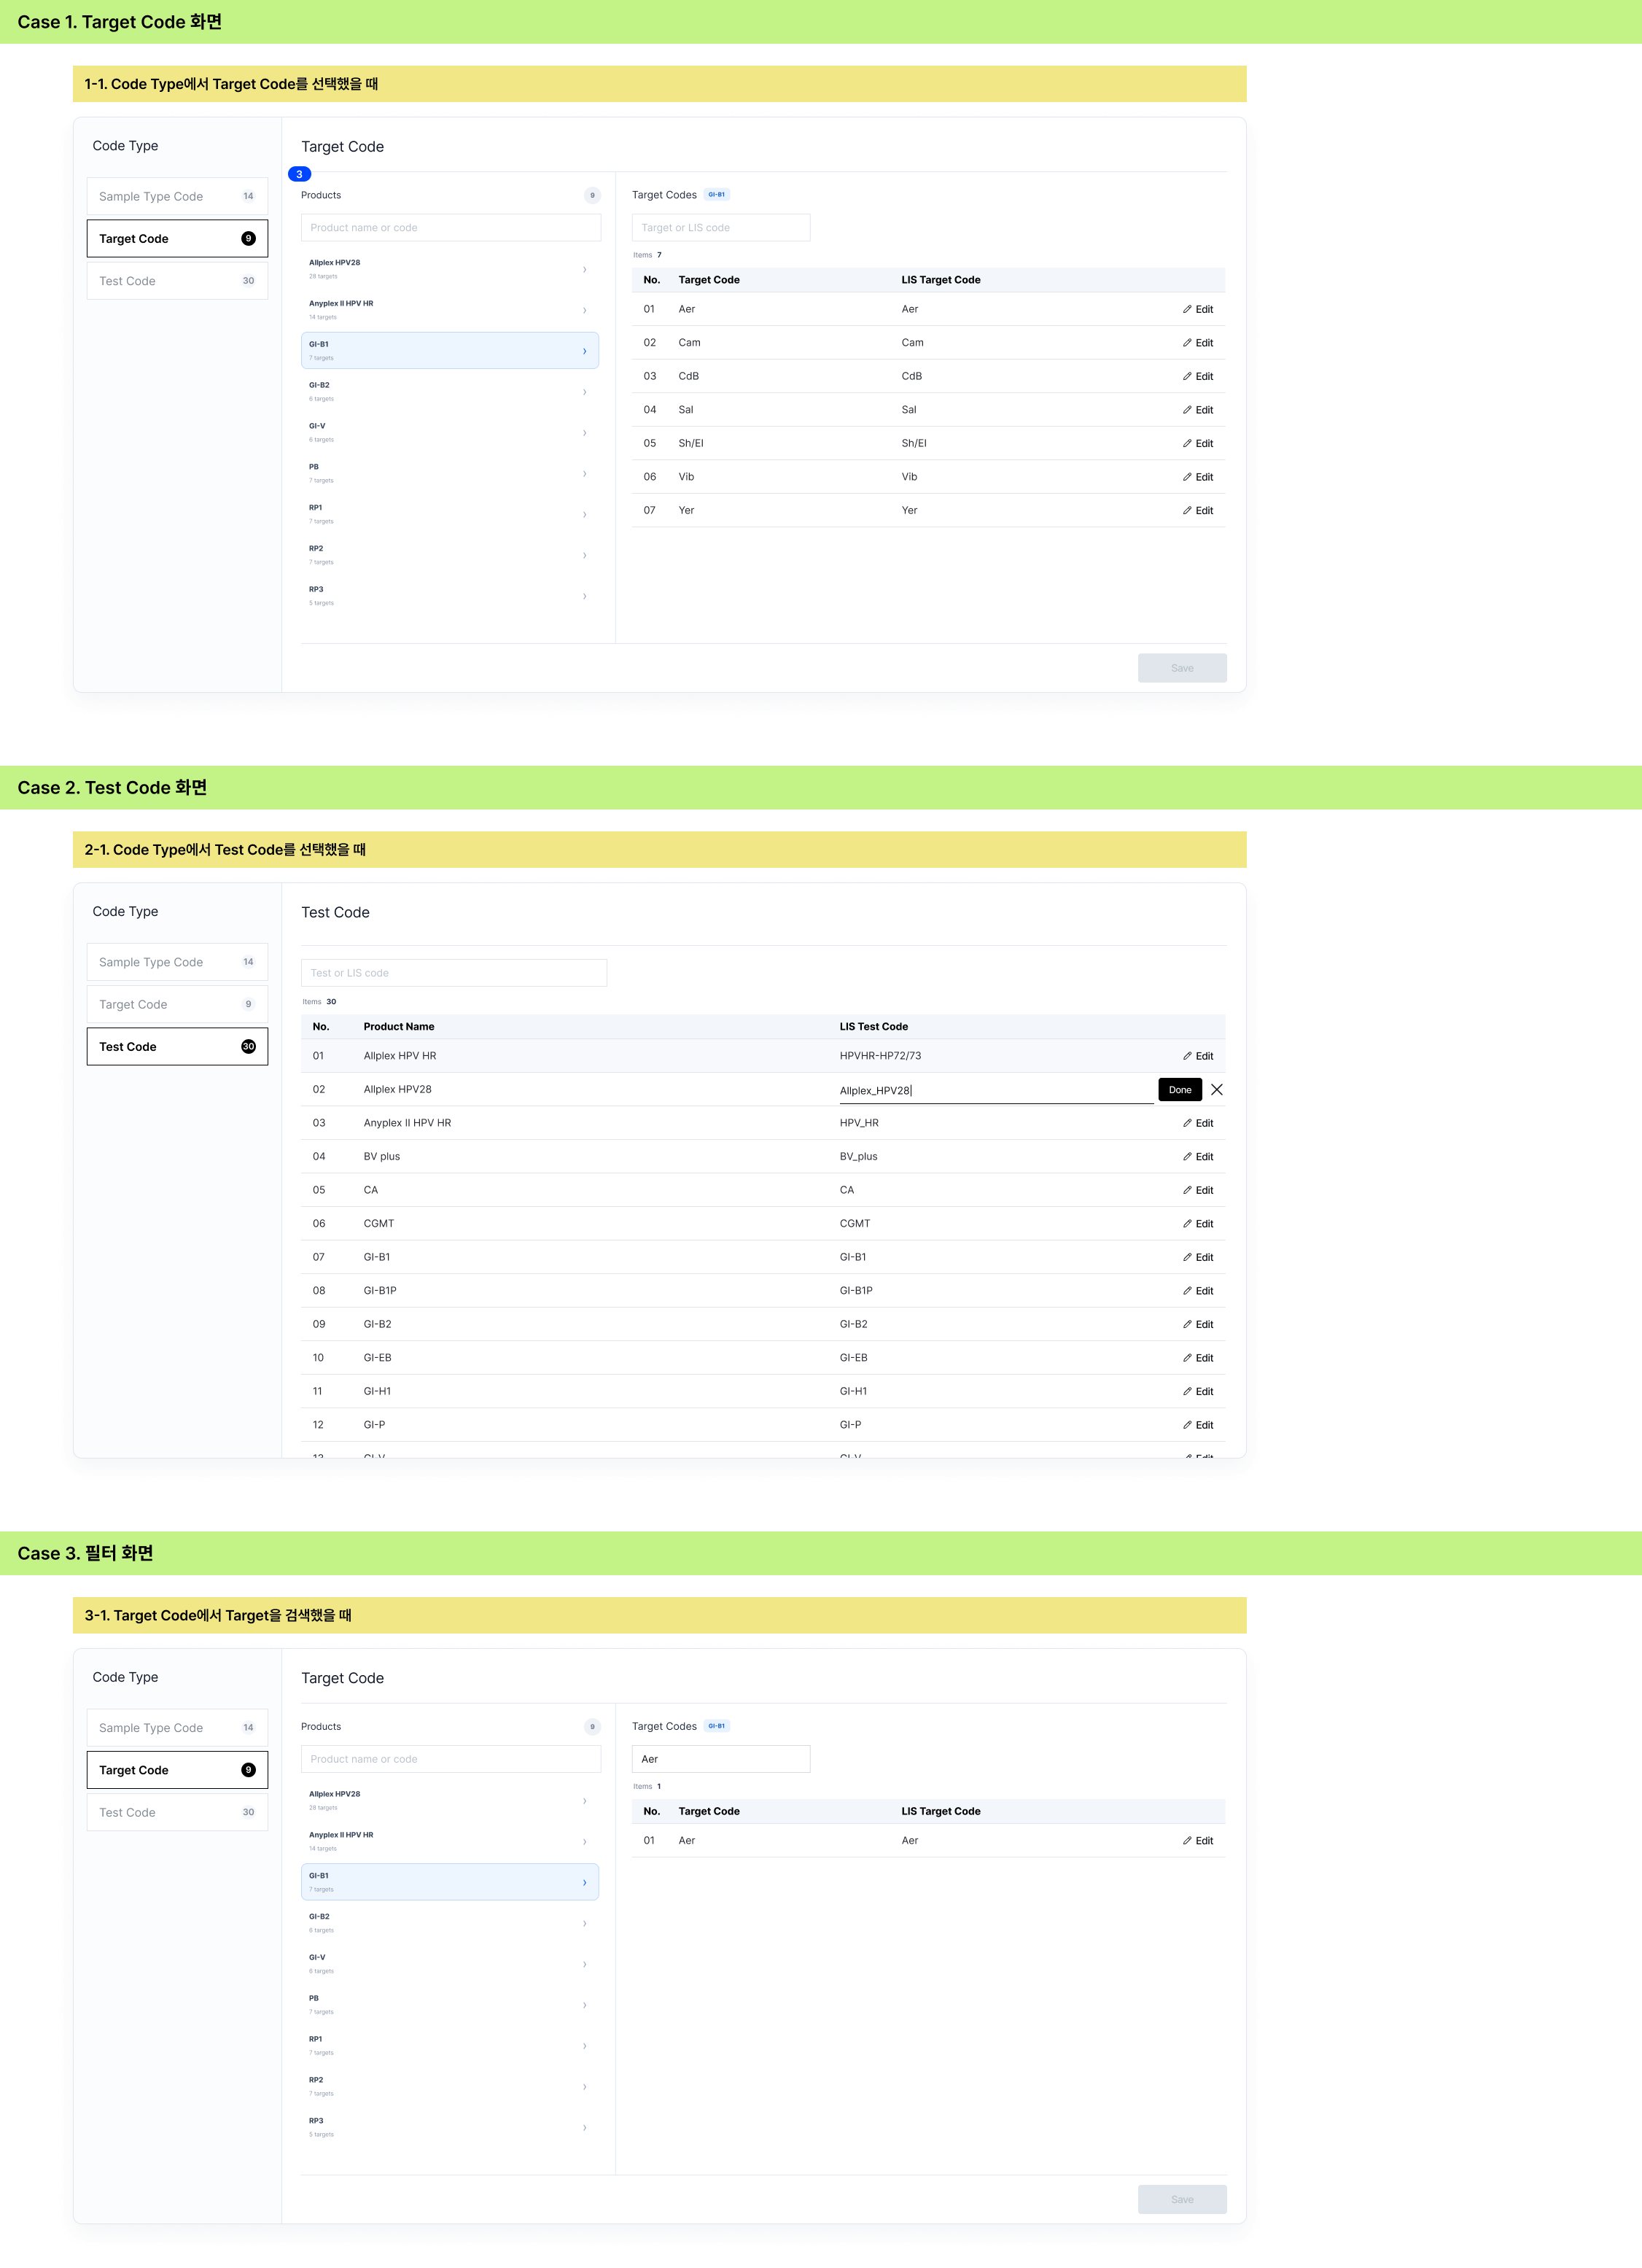 Case 1. Target Code 화면
1-1. Code Type에서 Target Code를 선택했을 때
Code Type
Sample Type Code 14
Target Code 9
Test Code 30
Target Code
3
Products 9
Product name or code
Allplex HPV28
28 targets
Anyplex II HPV HR
14 targets
GI-B1
7 targets
GI-B2
6 targets
GI-V
6 targets
PB
7 targets
RP1
7 targets
RP2
7 targets
RP3
5 targets
Target Codes GI-B1
Target or LIS code
Items 7
No. Target Code LIS Target Code
01 Aer Aer Edit
02 Cam Cam Edit
03 CdB CdB Edit
04 Sal Sal Edit
05 Sh/EI Sh/EI Edit
06 Vib Vib Edit
07 Yer Yer Edit
Save
Case 2. Test Code 화면
2-1. Code Type에서 Test Code를 선택했을 때
Code Type
Sample Type Code 14
Target Code 9
Test Code 30
Test Code
Test or LIS code
Items 30
No. Product Name LIS Test Code
01 Allplex HPV HR HPVHR-HP72/73 Edit
02 Allplex HPV28 Allplex_HPV28 Done
03 Anyplex II HPV HR HPV_HR Edit
04 BV plus BV_plus Edit
05 CA CA Edit
06 CGMT CGMT Edit
07 GI-B1 GI-B1 Edit
08 GI-B1P GI-B1P Edit
09 GI-B2 GI-B2 Edit
10 GI-EB GI-EB Edit
11 GI-H1 GI-H1 Edit
12 GI-P GI-P Edit
13 GI-V GI-V Edit
Case 3. 필터 화면
3-1. Target Code에서 Target을 검색했을 때
Code Type
Sample Type Code 14
Target Code 9
Test Code 30
Target Code
Products 9
Product name or code
Allplex HPV28
28 targets
Anyplex II HPV HR
14 targets
GI-B1
7 targets
GI-B2
6 targets
GI-V
6 targets
PB
7 targets
RP1
7 targets
RP2
7 targets
RP3
5 targets
Target Codes GI-B1
Aer
Items 1
No. Target Code LIS Target Code
01 Aer Aer Edit
Save